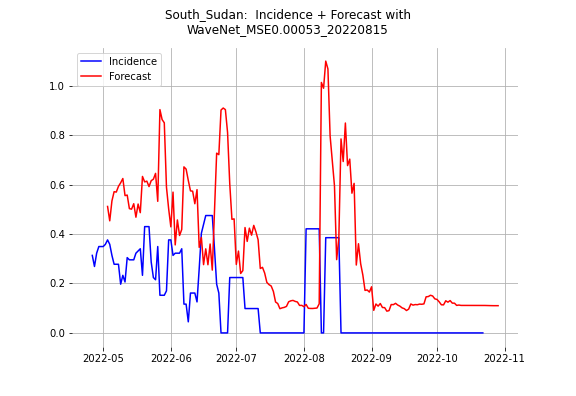 South_Sudan:  Incidence + Forecast with
WaveNet_MSE0.00053_20220815
Incidence
Forecast
1.0
0.8
0.6
0.4
0.2
0.0
2022-05 2022-06 2022-07 2022-08 2022-09 2022-10 2022-11